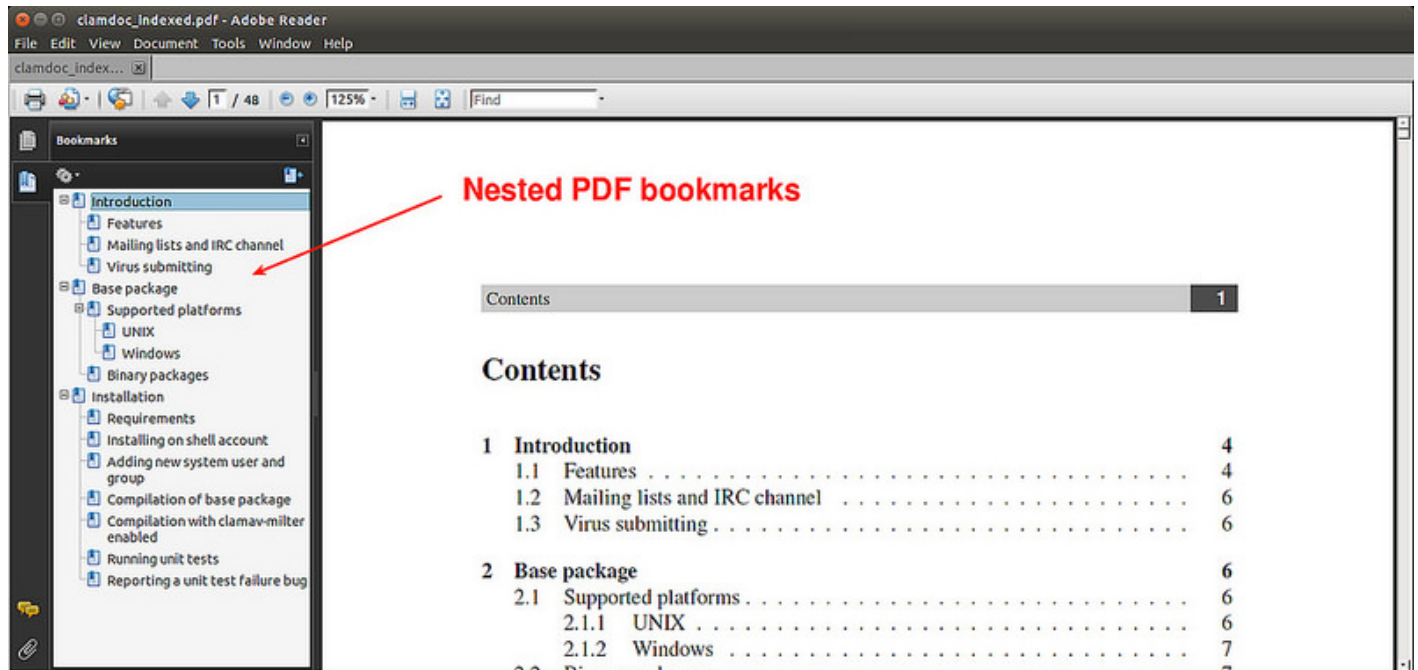 clamdoc_indexed.pdf - Adobe Reader
File Edit View Document Tools Window Help
clamdoc_index...
1 / 48 125% Find
Bookmarks
Introduction
Features
Mailing lists and IRC channel
Virus submitting
Base package
Supported platforms
UNIX
Windows
Binary packages
Installation
Requirements
Installing on shell account
Adding new system user and
group
Compilation of base package
Compilation with clamav-milter
enabled
Running unit tests
Reporting a unit test failure bug
Nested PDF bookmarks
Contents 1
Contents
1 Introduction 4
1.1 Features . . . . . . . . . . . . . . . . . . . . . . . . . . . . 4
1.2 Mailing lists and IRC channel . . . . . . . . . . . . . . . . . . 6
1.3 Virus submitting . . . . . . . . . . . . . . . . . . . . . . . . . 6
2 Base package 6
2.1 Supported platforms . . . . . . . . . . . . . . . . . . . . . . . 6
2.1.1 UNIX . . . . . . . . . . . . . . . . . . . . . . . . . . 6
2.1.2 Windows . . . . . . . . . . . . . . . . . . . . . . . . 7